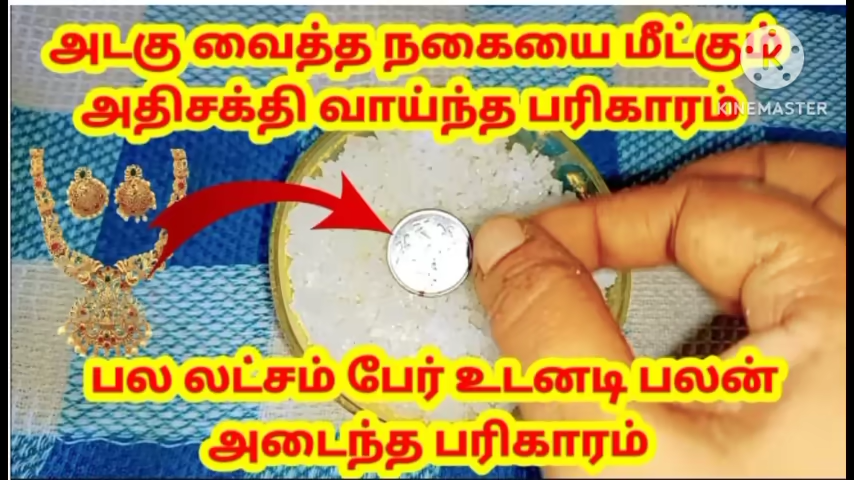 அடகு வைத்த நகையை மீட்கும்
அதிசக்தி வாய்ந்த பரிகாரம்
K
KINEMASTER
பல லட்சம் பேர் உடனடி பலன்
அடைந்த பரிகாரம்